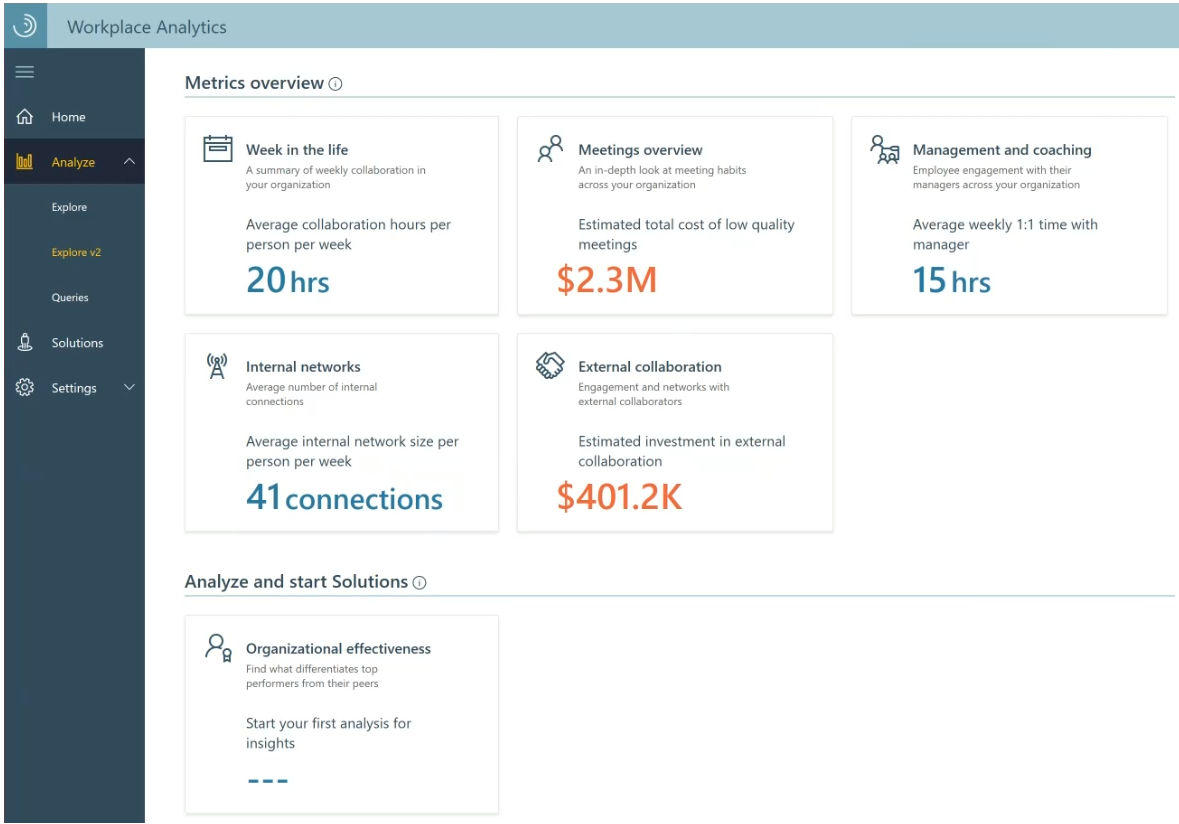 Workplace Analytics
Home
Analyze
Explore
Explore v2
Queries
Solutions
Settings
Metrics overview
Week in the life
A summary of weekly collaboration in
your organization
Average collaboration hours per
person per week
20 hrs
Meetings overview
An in-depth look at meeting habits
across your organization
Estimated total cost of low quality
meetings
$2.3M
Management and coaching
Employee engagement with their
managers across your organization
Average weekly 1:1 time with
manager
15 hrs
Internal networks
Average number of internal
connections
Average internal network size per
person per week
41 connections
External collaboration
Engagement and networks with
external collaborators
Estimated investment in external
collaboration
$401.2K
Analyze and start Solutions
Organizational effectiveness
Find what differentiates top
performers from their peers
Start your first analysis for
insights
---